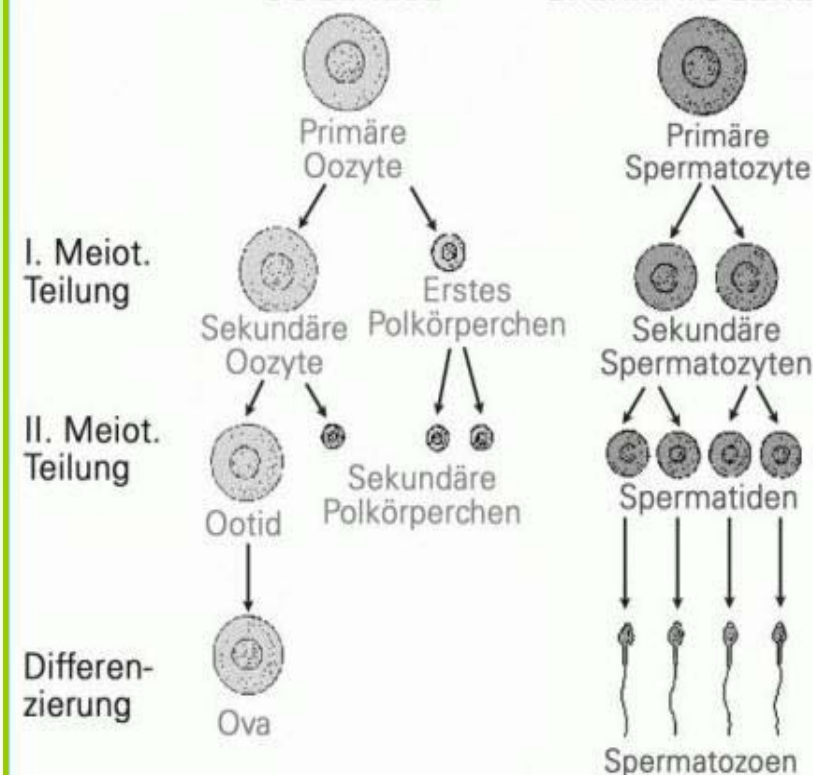 Primäre
Oozyte
Primäre
Spermatozyte
I. Meiot.
Teilung
Sekundäre
Oozyte
Erstes
Polkörperchen
Sekundäre
Spermatozyten
II. Meiot.
Teilung
Ootid
Sekundäre
Polkörperchen
Spermatiden
Differen-
zierung
Ova
Spermatozoen